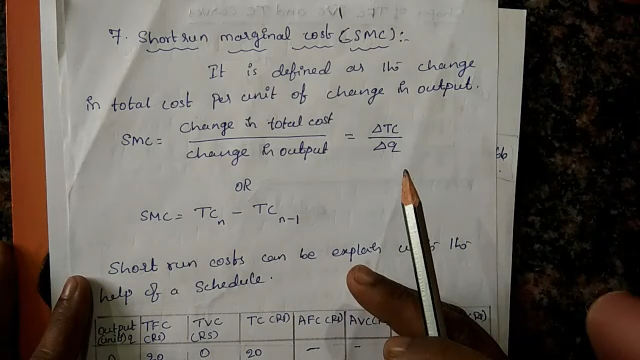 7. Short run marginal cost (SMC):-
It is defined as the change
in total cost per unit of change in output.
SMC = change in total cost / change in output = ΔTC / Δq
OR
SMC = TCn - TCn-1
Short run costs can be explain the
help of a Schedule.
output (units) q TFC (RS) TVC (RS) TC (RS) AFC (RS) AVC
0 20 0 20 - -